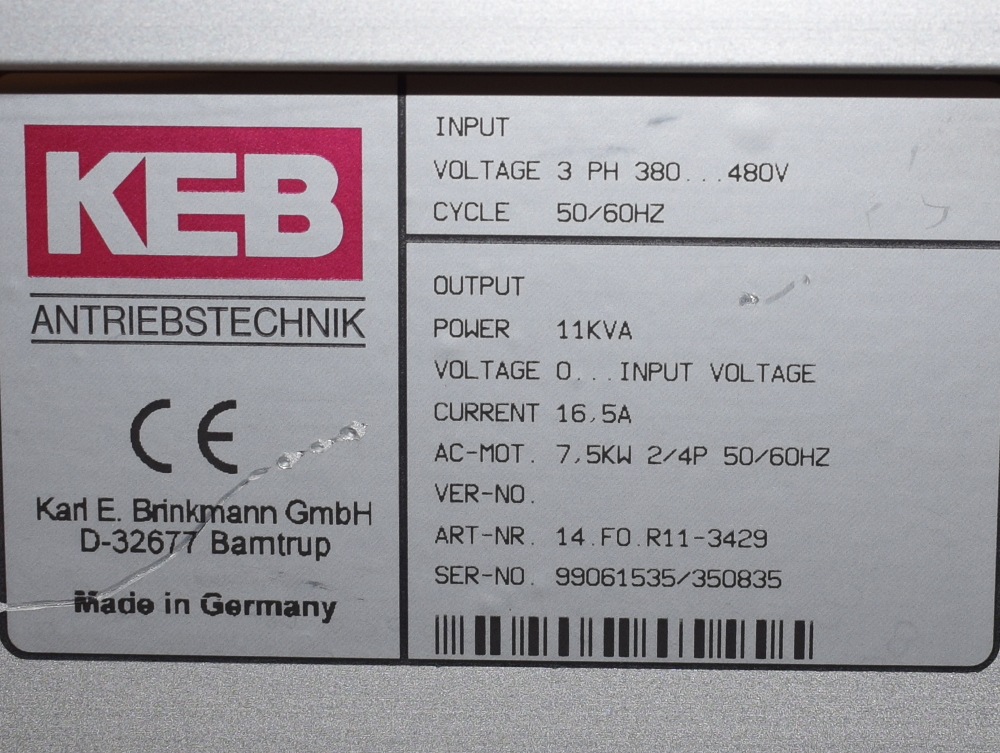 KEB
ANTRIEBSTECHNIK
CE
Karl E. Brinkmann GmbH
D-32677 Barntrup
Made in Germany
INPUT
VOLTAGE 3 PH 380...480V
CYCLE 50/60HZ
OUTPUT
POWER 11KVA
VOLTAGE 0...INPUT VOLTAGE
CURRENT 16,5A
AC-MOT. 7,5KW 2/4P 50/60HZ
VER-NO.
ART-NR. 14.F0.R11-3429
SER-NO. 99061535/350835